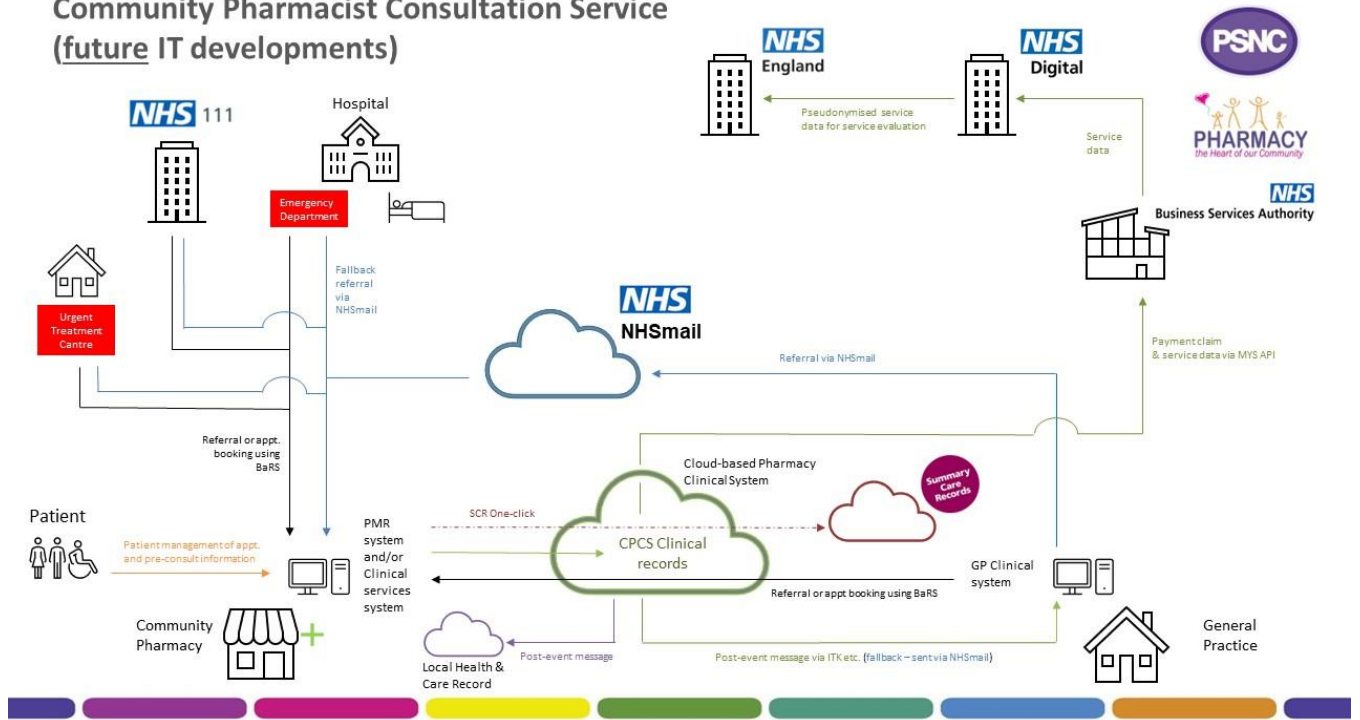 Community Pharmacist Consultation Service
(future IT developments)
NHS 111
Hospital
Emergency
Department
Urgent
Treatment
Cantre
Fallback
referral
via
NHSmail
NHS
England
NHS
Digital
PSNC
PHARMACY
the Heart of our Community
Pseudonymised service
data for service evaluation
Service
data
NHS
Business Services Authority
NHS
NHSmail
Referral via NHSmail
Payment claim
& service data via MYS API
Referral or appt.
booking using
BaRS
Cloud-based Pharmacy
Clinical System
Summary
Care
Records
Patient
Patient management of appt.
and pre-consult information
PMR
system
and/or
Clinical
services
system
SCR One-click
CPCS Clinical
records
GP Clinical
system
Referral or appt booking using BaRS
Community
Pharmacy
Local Health &
Care Record
Post-event message
Post-event message via ITK etc. (fallback – sent via NHSmail)
General
Practice